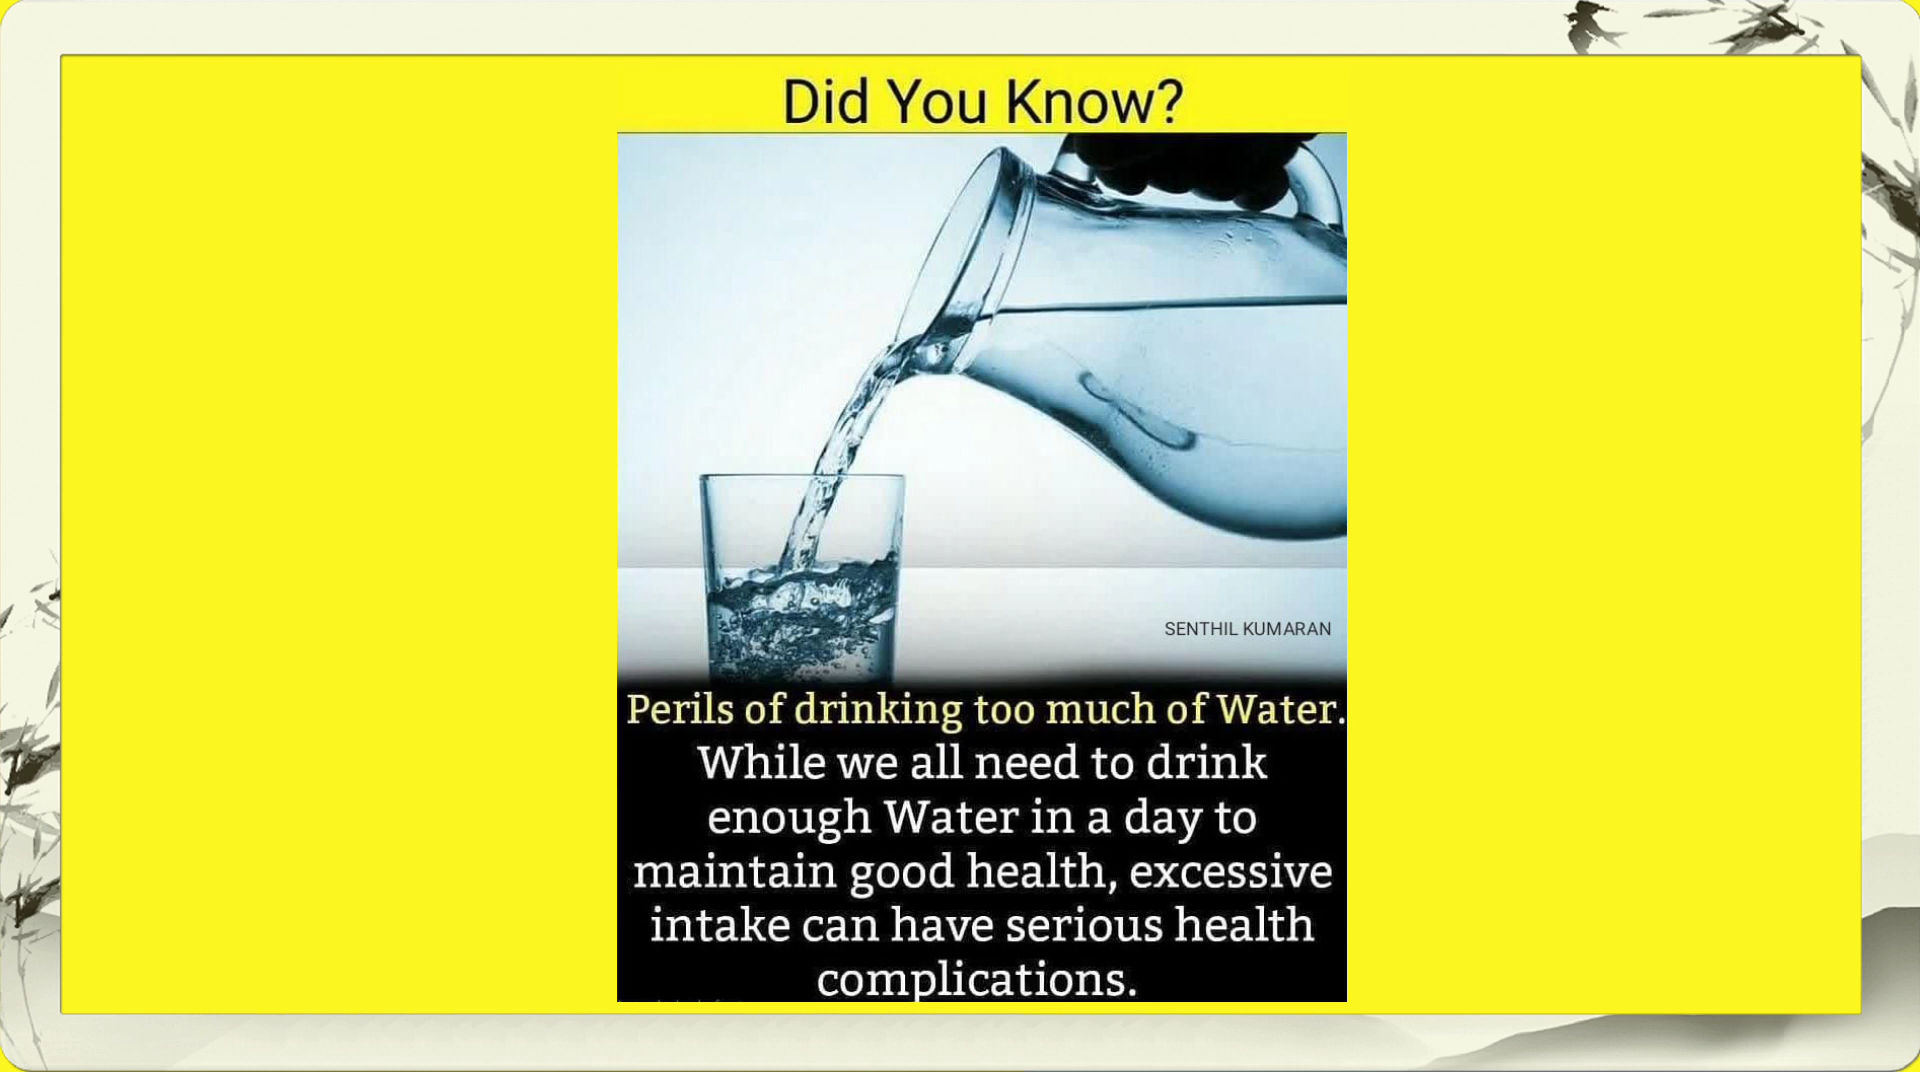 Did You Know?
SENTHIL KUMARAN
Perils of drinking too much of Water.
While we all need to drink
enough Water in a day to
maintain good health, excessive
intake can have serious health
complications.